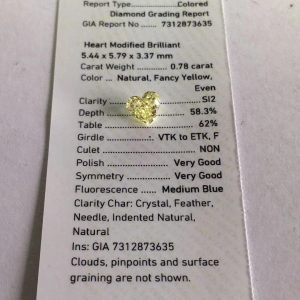 Report Type.................Colored
Diamond Grading Report
GIA Report No ..... 7312873635
Heart Modified Brilliant
5.44 x 5.79 x 3.37 mm
Carat Weight ............. 0.78 carat
Color ... Natural, Fancy Yellow,
Even
Clarity ........ SI2
Depth ........ 58.3%
Table ........ 62%
Girdle ........ VTK to ETK, F
Culet ........ NON
Polish ........ Very Good
Symmetry ........ Very Good
Fluorescence ........ Medium Blue
Clarity Char: Crystal, Feather,
Needle, Indented Natural,
Natural
Ins: GIA 7312873635
Clouds, pinpoints and surface
graining are not shown.